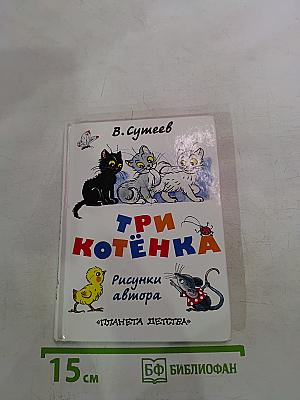 В. Сутеев
ТРИ
КОТЁНКА
Рисунки
автора
«ПЛАНЕТА ДЕТСТВА»
15 см
БФ БИБЛИОФАН